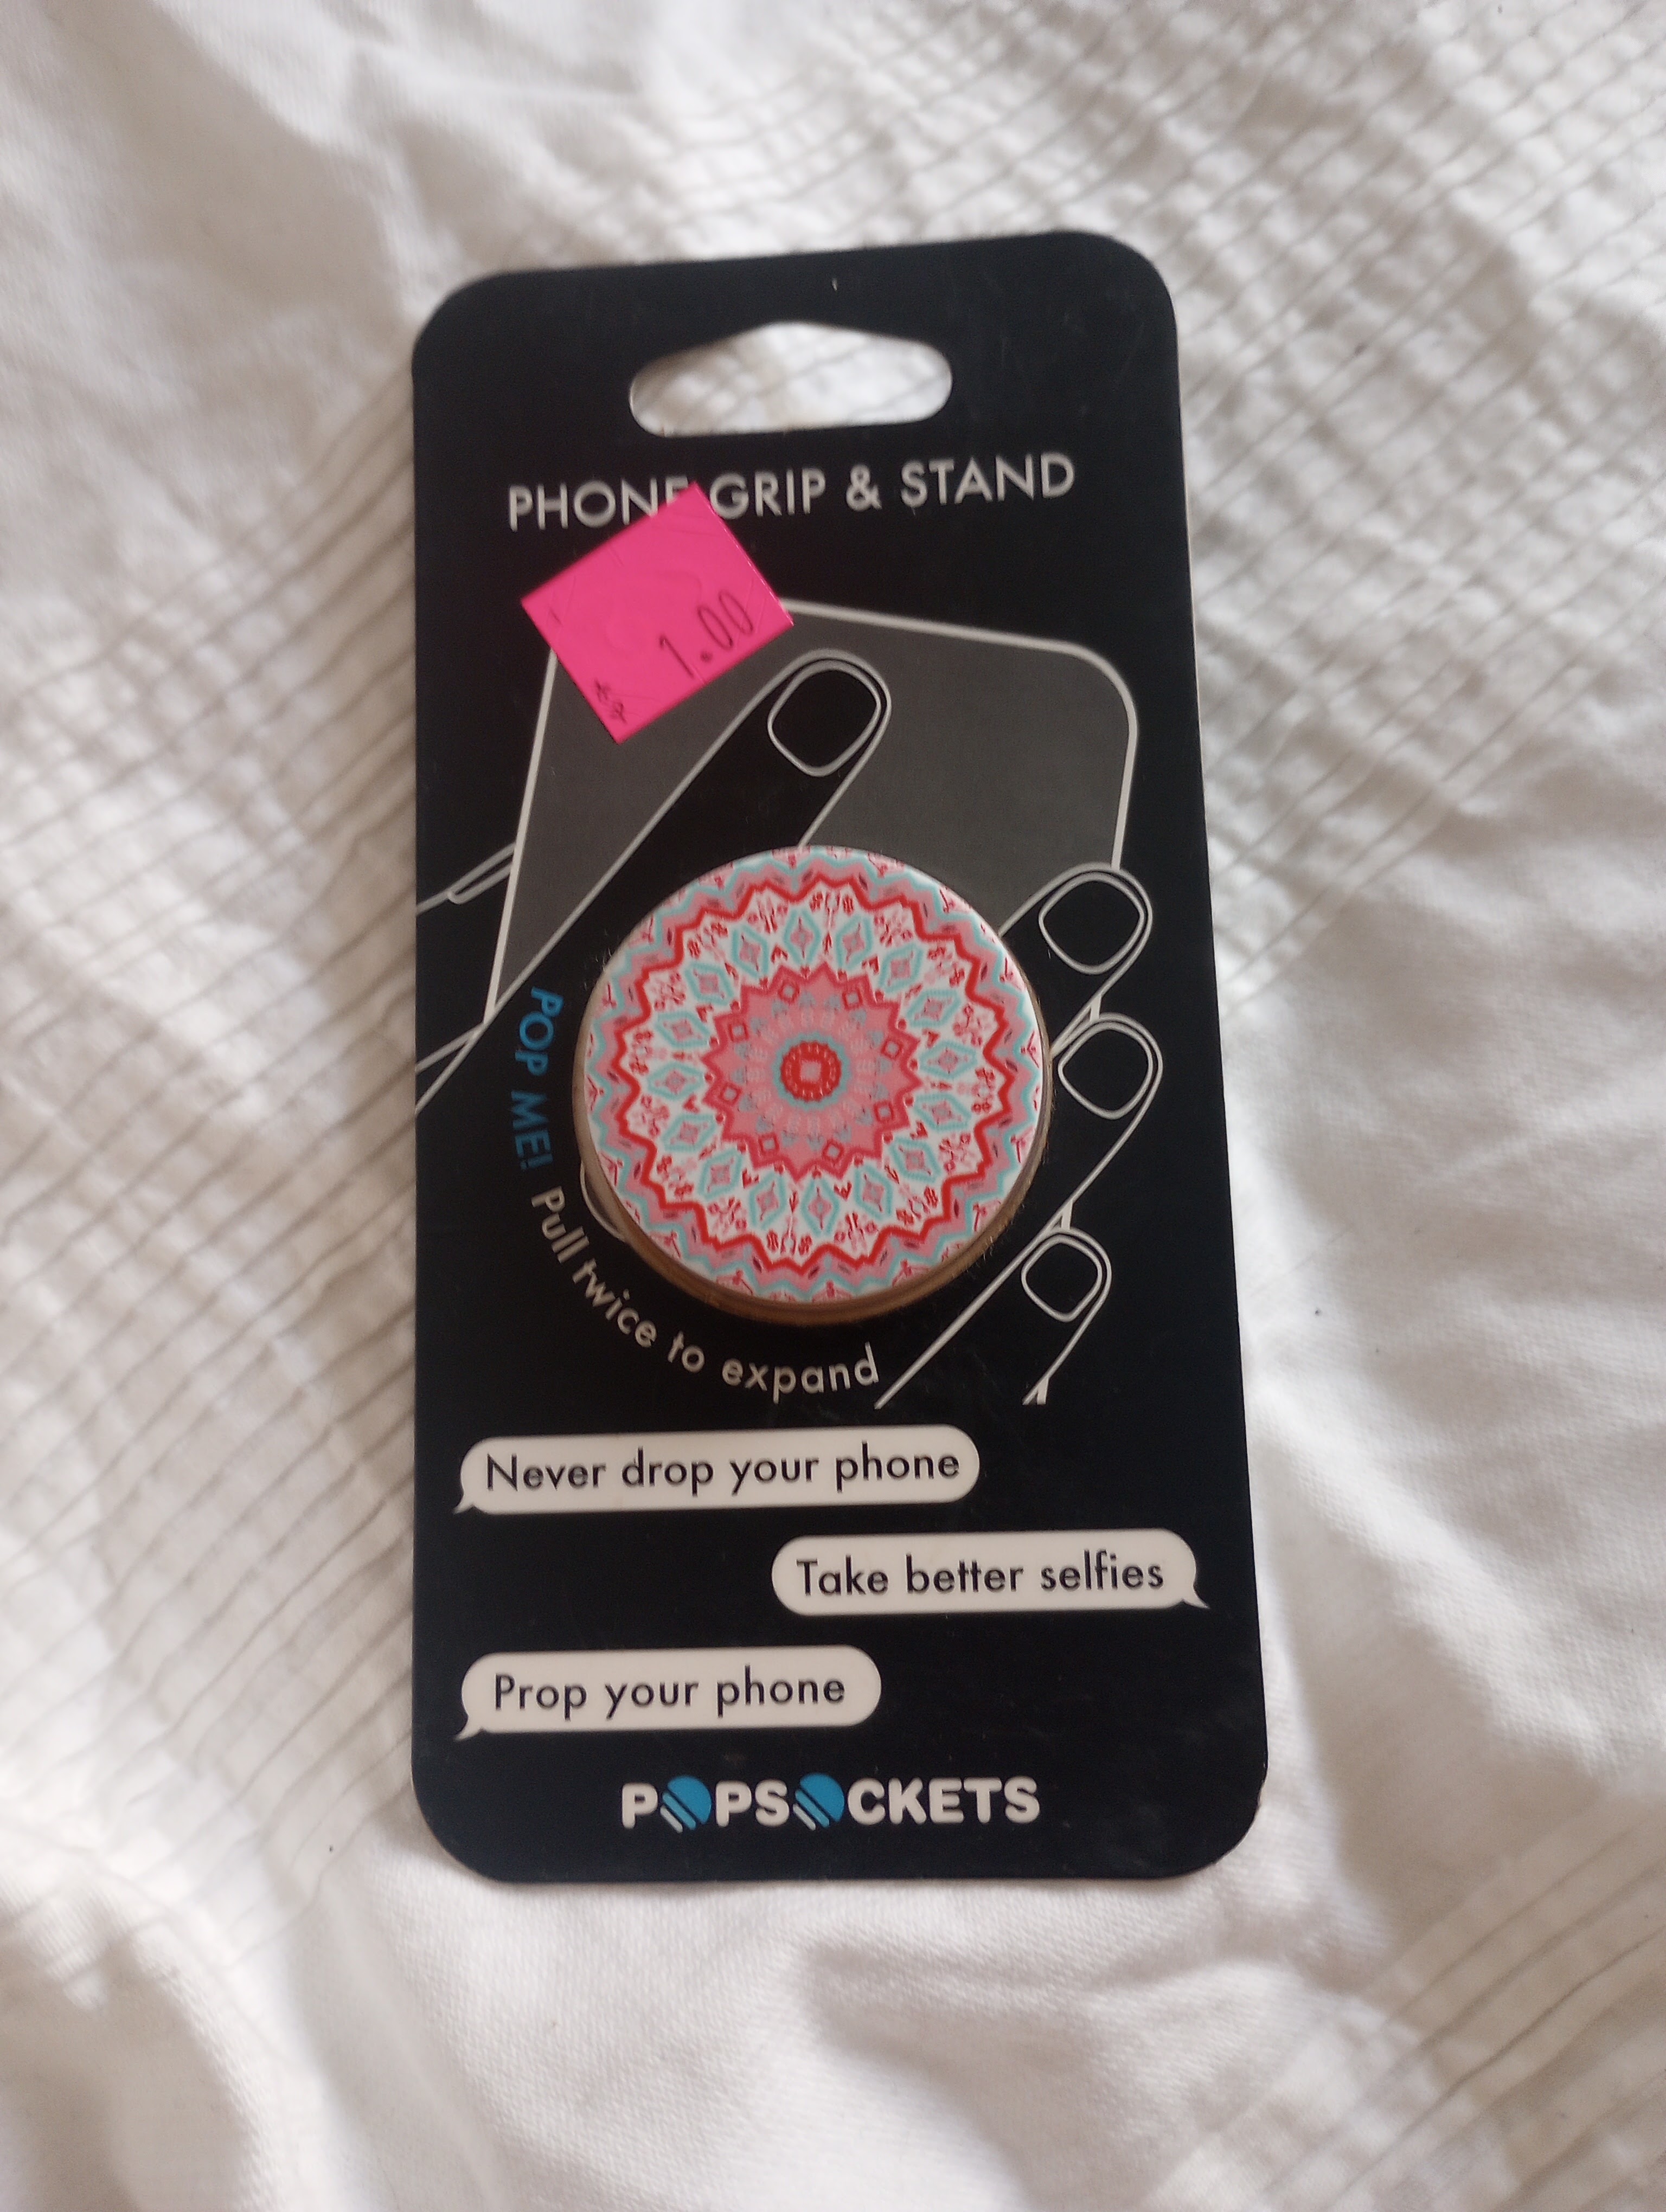 PHONE GRIP & STAND
1.00
POP ME! Pull twice to expand
Never drop your phone
Take better selfies
Prop your phone
POPSOCKETS